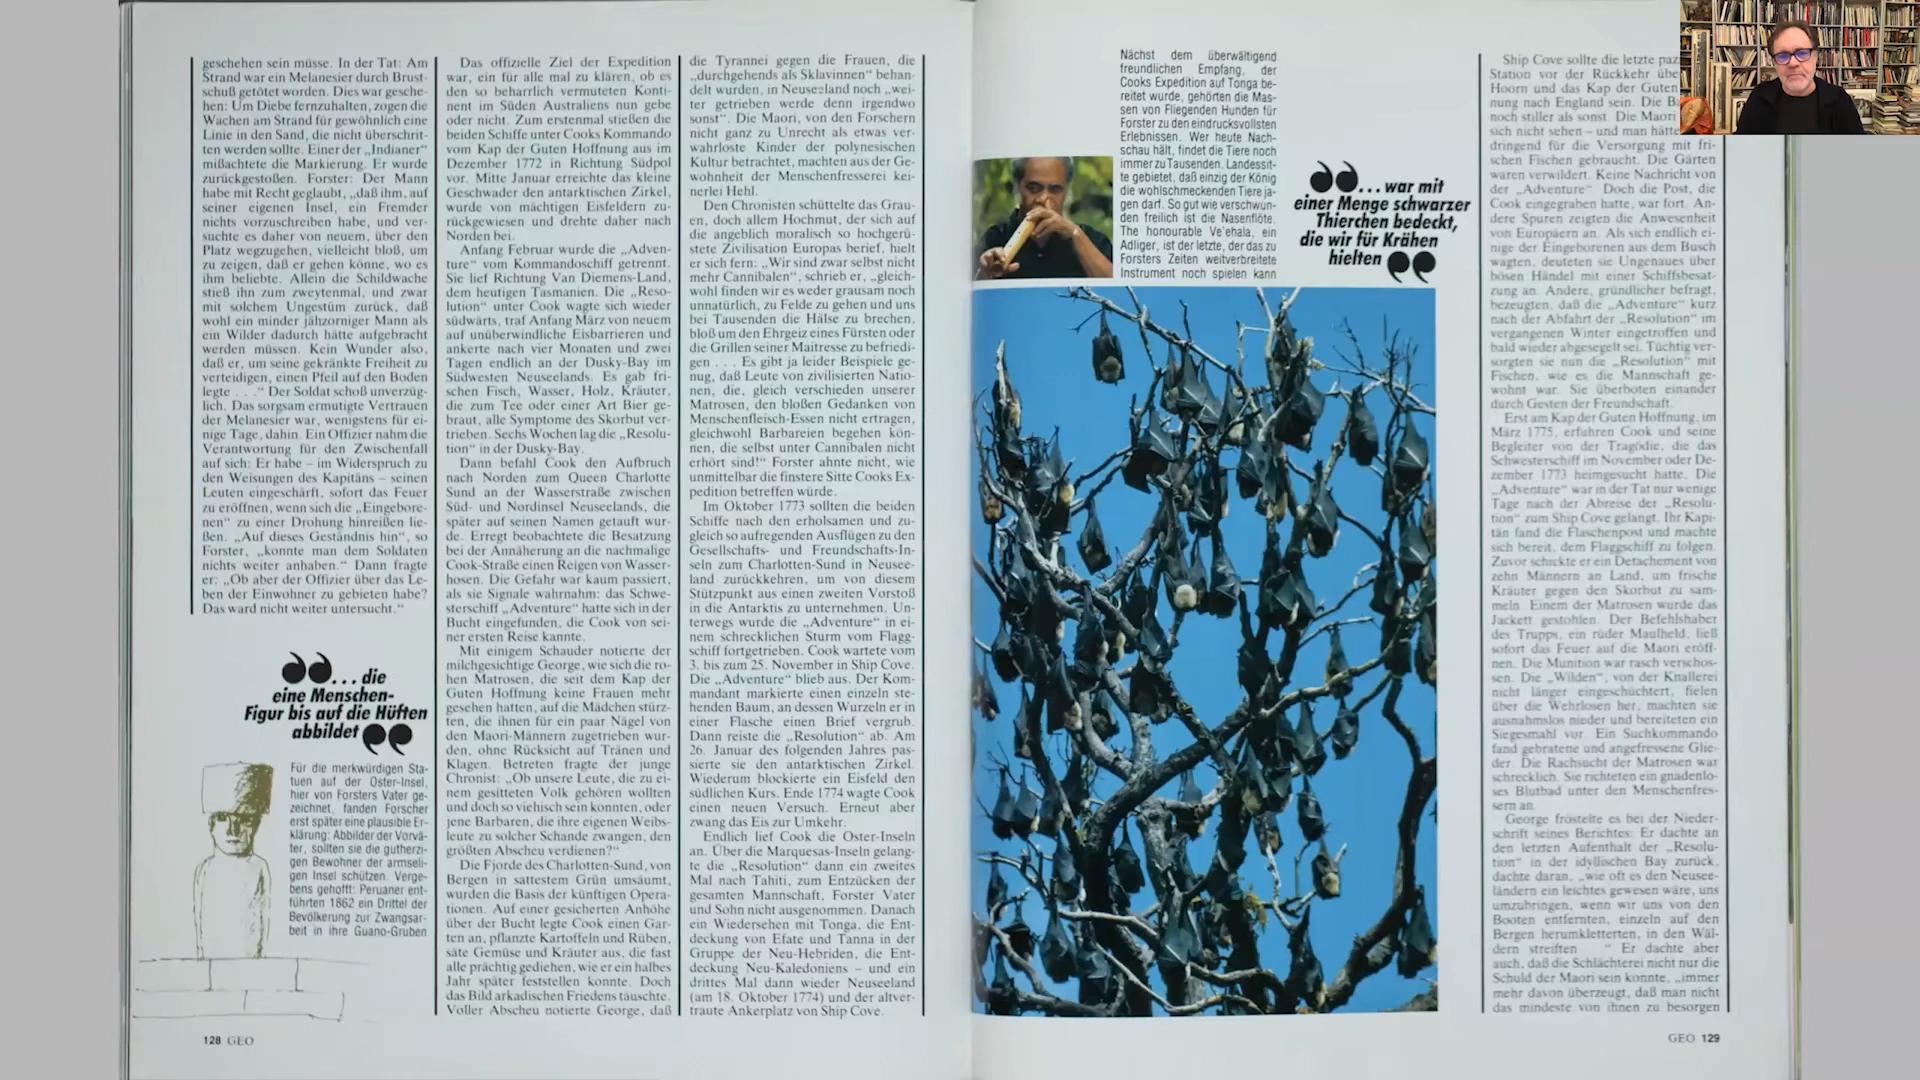 geschehen sein müsse. In der Tat: Am
Strand war ein Melanesier durch Brust-
schuß getötet worden. Dies war gesche-
hen: Um Diebe fernzuhalten, zogen die
Wachen am Strand für gewöhnlich eine
Linie in den Sand, die nicht überschrit-
ten werden sollte. Einer der „Indianer“
mißachtete die Markierung. Er wurde
zurückgestoßen. Forster: Der Mann
habe mit Recht geglaubt, „daß ihm, auf
seiner eigenen Insel, ein Fremder
nichts vorzuschreiben habe, und ver-
suchte es daher von neuem, über den
Platz wegzugehen, vielleicht bloß, um
zu zeigen, daß er gehen könne, wo es
ihm beliebte. Allein die Schildwache
stieß ihn zum zweytenmal, und zwar
mit solchem Ungestüm zurück, daß
wohl ein minder jähzorniger Mann als
ein Wilder dadurch hätte aufgebracht
werden müssen. Kein Wunder also,
daß er, um seine gekränkte Freiheit zu
verteidigen, einen Pfeil auf den Boden
legte . . .“ Der Soldat schoß unverzüg-
lich. Das sorgsam ermutigte Vertrauen
der Melanesier war, wenigstens für ei-
nige Tage, dahin. Ein Offizier nahm die
Verantwortung für den Zwischenfall
auf sich: Er habe – im Widerspruch zu
den Weisungen des Kapitäns – seinen
Leuten eingeschärft, sofort das Feuer
zu eröffnen, wenn sich die „Eingebore-
nen“ zu einer Drohung hinreißen lie-
ßen. „Auf dieses Geständnis hin“, so
Forster, „konnte man dem Soldaten
nichts weiter anhaben.“ Dann fragte
er: „Ob aber der Offizier über das Le-
ben der Einwohner zu gebieten habe?
Das ward nicht weiter untersucht.“
... die
eine Menschen-
Figur bis auf die Hüften
abbildet
Für die merkwürdigen Sta-
tuen auf der Oster-Insel,
hier von Forsters Vater ge-
zeichnet, fanden Forscher
erst später eine plausible Er-
klärung: Abbilder der Vorvä-
ter, sollten sie die gutherzi-
gen Bewohner der armseli-
gen Insel schützen. Verge-
bens gehofft: Peruaner ent-
führten 1862 ein Drittel der
Bevölkerung zur Zwangsar-
beit in ihre Guano-Gruben
Das offizielle Ziel der Expedition
war, ein für alle mal zu klären, ob es
den so beharrlich vermuteten Konti-
nent im Süden Australiens nun gebe
oder nicht. Zum erstenmal stießen die
beiden Schiffe unter Cooks Kommando
vom Kap der Guten Hoffnung aus im
Dezember 1772 in Richtung Südpol
vor. Mitte Januar erreichte das kleine
Geschwader den antarktischen Zirkel,
wurde von mächtigen Eisfeldern zu-
rückgewiesen und drehte daher nach
Norden bei.
Anfang Februar wurde die „Adven-
ture“ vom Kommandoschiff getrennt.
Sie lief Richtung Van Diemens-Land,
dem heutigen Tasmanien. Die „Reso-
lution“ unter Cook wagte sich wieder
südwärts, traf Anfang März von neuem
auf unüberwindliche Eisbarrieren und
ankerte nach vier Monaten und zwei
Tagen endlich an der Dusky-Bay im
Südwesten Neuseelands. Es gab fri-
schen Fisch, Wasser, Holz, Kräuter,
die zum Tee oder einer Art Bier ge-
braut, alle Symptome des Skorbut ver-
trieben. Sechs Wochen lag die „Resolu-
tion“ in der Dusky-Bay.
Dann befahl Cook den Aufbruch
nach Norden zum Queen Charlotte
Sund an der Wasserstraße zwischen
Süd- und Nordinsel Neuseelands, die
später auf seinen Namen getauft wur-
de. Erregt beobachtete die Besatzung
bei der Annäherung an die nachmalige
Cook-Straße einen Reigen von Wasser-
hosen. Die Gefahr war kaum passiert,
als sie Signale wahrnahm: das Schwe-
sterschiff „Adventure“ hatte sich in der
Bucht eingefunden, die Cook von sei-
ner ersten Reise kannte.
Mit einigem Schauder notierte der
milchgesichtige George, wie sich die ro-
hen Matrosen, die seit dem Kap der
Guten Hoffnung keine Frauen mehr
gesehen hatten, auf die Mädchen stürz-
ten, die ihnen für ein paar Nägel von
den Maori-Männern zugetrieben wur-
den, ohne Rücksicht auf Tränen und
Klagen. Betreten fragte der junge
Chronist: „Ob unsere Leute, die zu ei-
nem gesitteten Volk gehören wollten
und doch so viehisch sein konnten, oder
jene Barbaren, die ihre eigenen Weibs-
leute zu solcher Schande zwangen, den
größten Abscheu verdienen?“
Die Fjorde des Charlotten-Sund, von
Bergen in sattestem Grün umsäumt,
wurden die Basis der künftigen Opera-
tionen. Auf einer gesicherten Anhöhe
über der Bucht legte Cook einen Gar-
ten an, pflanzte Kartoffeln und Rüben,
säte Gemüse und Kräuter aus, die fast
alle prächtig gediehen, wie er ein halbes
Jahr später feststellen konnte. Doch
das Bild arkadischen Friedens täuschte.
Voller Abscheu notierte George, daß
die Tyrannei gegen die Frauen, die
„durchgehends als Sklavinnen“ behan-
delt wurden, in Neuseeland noch „wei-
ter getrieben werde denn irgendwo
sonst“. Die Maori, von den Forschern
nicht ganz zu Unrecht als etwas ver-
wahrloste Kinder der polynesischen
Kultur betrachtet, machten aus der Ge-
wohnheit der Menschenfresserei kei-
nerlei Hehl.
Den Chronisten schüttelte das Grau-
en, doch allem Hochmut, der sich auf
die angeblich moralisch so hochgerü-
stete Zivilisation Europas berief, hielt
er sich fern: „Wir sind zwar selbst nicht
mehr Cannibalen“, schrieb er, „gleich-
wohl finden wir es weder grausam noch
unnatürlich, zu Felde zu gehen und uns
bei Tausenden die Hälse zu brechen,
bloß um den Ehrgeiz eines Fürsten oder
die Grillen seiner Maitresse zu befriedi-
gen . . . Es gibt ja leider Beispiele ge-
nug, daß Leute von zivilisierten Natio-
nen, die, gleich verschieden unserer
Matrosen, den bloßen Gedanken von
Menschenfleisch-Essen nicht ertragen,
gleichwohl Barbareien begehen kön-
nen, die selbst unter Cannibalen nicht
erhört sind!“ Forster ahnte nicht, wie
unmittelbar die finstere Sitte Cooks Ex-
pedition betreffen würde.
Im Oktober 1773 sollten die beiden
Schiffe nach den erholsamen und zu-
gleich so aufregenden Ausflügen zu den
Gesellschafts- und Freundschafts-In-
seln zum Charlotten-Sund in Neusee-
land zurückkehren, um von diesem
Stützpunkt aus einen zweiten Vorstoß
in die Antarktis zu unternehmen. Un-
terwegs wurde die „Adventure“ in ei-
nem schrecklichen Sturm vom Flagg-
schiff fortgetrieben. Cook wartete vom
3. bis zum 25. November in Ship Cove.
Die „Adventure“ blieb aus. Der Kom-
mandant markierte einen einzeln ste-
henden Baum, an dessen Wurzeln er in
einer Flasche einen Brief vergrub.
Dann reiste die „Resolution“ ab. Am
26. Januar des folgenden Jahres pas-
sierte sie den antarktischen Zirkel.
Wiederum blockierte ein Eisfeld den
südlichen Kurs. Ende 1774 wagte Cook
einen neuen Versuch. Erneut aber
zwang das Eis zur Umkehr.
Endlich lief Cook die Oster-Inseln
an. Über die Marquesas-Inseln gelang-
te die „Resolution“ dann ein zweites
Mal nach Tahiti, zum Entzücken der
gesamten Mannschaft, Forster Vater
und Sohn nicht ausgenommen. Danach
ein Wiedersehen mit Tonga, die Ent-
deckung von Efate und Tanna in der
Gruppe der Neu-Hebriden, die Ent-
deckung Neu-Kaledoniens – und ein
drittes Mal dann wieder Neuseeland
(am 18. Oktober 1774) und der altver-
traute Ankerplatz von Ship Cove.
128 GEO
Nächst dem überwältigend
freundlichen Empfang, der
Cooks Expedition auf Tonga be-
reitet wurde, gehörten die Mas-
sen von Fliegenden Hunden für
Forster zu den eindrucksvollsten
Erlebnissen. Wer heute Nach-
schau hält, findet die Tiere noch
immer zu Tausenden. Landessit-
te gebietet, daß einzig der König
die wohlschmeckenden Tiere ja-
gen darf. So gut wie verschwun-
den freilich ist die Nasenflöte.
The honourable Ve'ehala, ein
Adliger, ist der letzte, der das zu
Forsters Zeiten weitverbreitete
Instrument noch spielen kann
... war mit
einer Menge schwarzer
Thierchen bedeckt,
die wir für Krähen
hielten
Ship Cove sollte die letzte paz
Station vor der Rückkehr übe
Hoorn und das Kap der Guten
nung nach England sein. Die B
noch stiller als sonst. Die Maori
sich nicht sehen – und man hätte
dringend für die Versorgung mit fri-
schen Fischen gebraucht. Die Gärten
waren verwildert. Keine Nachricht von
der „Adventure“ Doch die Post, die
Cook eingegraben hatte, war fort. An-
dere Spuren zeigten die Anwesenheit
von Europäern an. Als sich endlich ei-
nige der Eingeborenen aus dem Busch
wagten, deuteten sie Ungenaues über
bösen Händel mit einer Schiffsbesat-
zung an. Andere, gründlicher befragt,
bezeugten, daß die „Adventure“ kurz
nach der Abfahrt der „Resolution“ im
vergangenen Winter eingetroffen und
bald wieder abgesegelt sei. Tüchtig ver-
sorgten sie nun die „Resolution“ mit
Fischen, wie es die Mannschaft ge-
wohnt war. Sie überboten einander
durch Gesten der Freundschaft.
Erst am Kap der Guten Hoffnung, im
März 1775, erfuhren Cook und seine
Begleiter von der Tragödie, die das
Schwesterschiff im November oder De-
zember 1773 heimgesucht hatte. Die
„Adventure“ war in der Tat nur wenige
Tage nach der Abreise der „Resolu-
tion“ zum Ship Cove gelangt. Ihr Kapi-
tän fand die Flaschenpost und machte
sich bereit, dem Flaggschiff zu folgen.
Zuvor schickte er ein Detachement von
zehn Männern an Land, um frische
Kräuter gegen den Skorbut zu sam-
meln. Einem der Matrosen wurde das
Jackett gestohlen. Der Befehlshaber
des Trupps, ein rüder Maulheld, ließ
sofort das Feuer auf die Maori eröff-
nen. Die Munition war rasch verschos-
sen. Die „Wilden“, von der Knallerei
nicht länger eingeschüchtert, fielen
über die Wehrlosen her, machten sie
ausnahmslos nieder und bereiteten ein
Siegesmahl vor. Ein Suchkommando
fand gebratene und angefressene Glie-
der. Die Rachsucht der Matrosen war
schrecklich. Sie richteten ein gnadenlo-
ses Blutbad unter den Menschenfres-
sern an.
George fröstelte es bei der Nieder-
schrift seines Berichtes: Er dachte an
den letzten Aufenthalt der „Resolu-
tion“ in der idyllischen Bay zurück,
dachte daran, „wie oft es den Neusee-
ländern ein leichtes gewesen wäre, uns
umzubringen, wenn wir uns von den
Booten entfernten, einzeln auf den
Bergen herumkletterten, in den Wäl-
dern streiften “ Er dachte aber
auch, daß die Schlächterei nicht nur die
Schuld der Maori sein konnte, „immer
mehr davon überzeugt, daß man nicht
das mindeste von ihnen zu besorgen
GEO 129